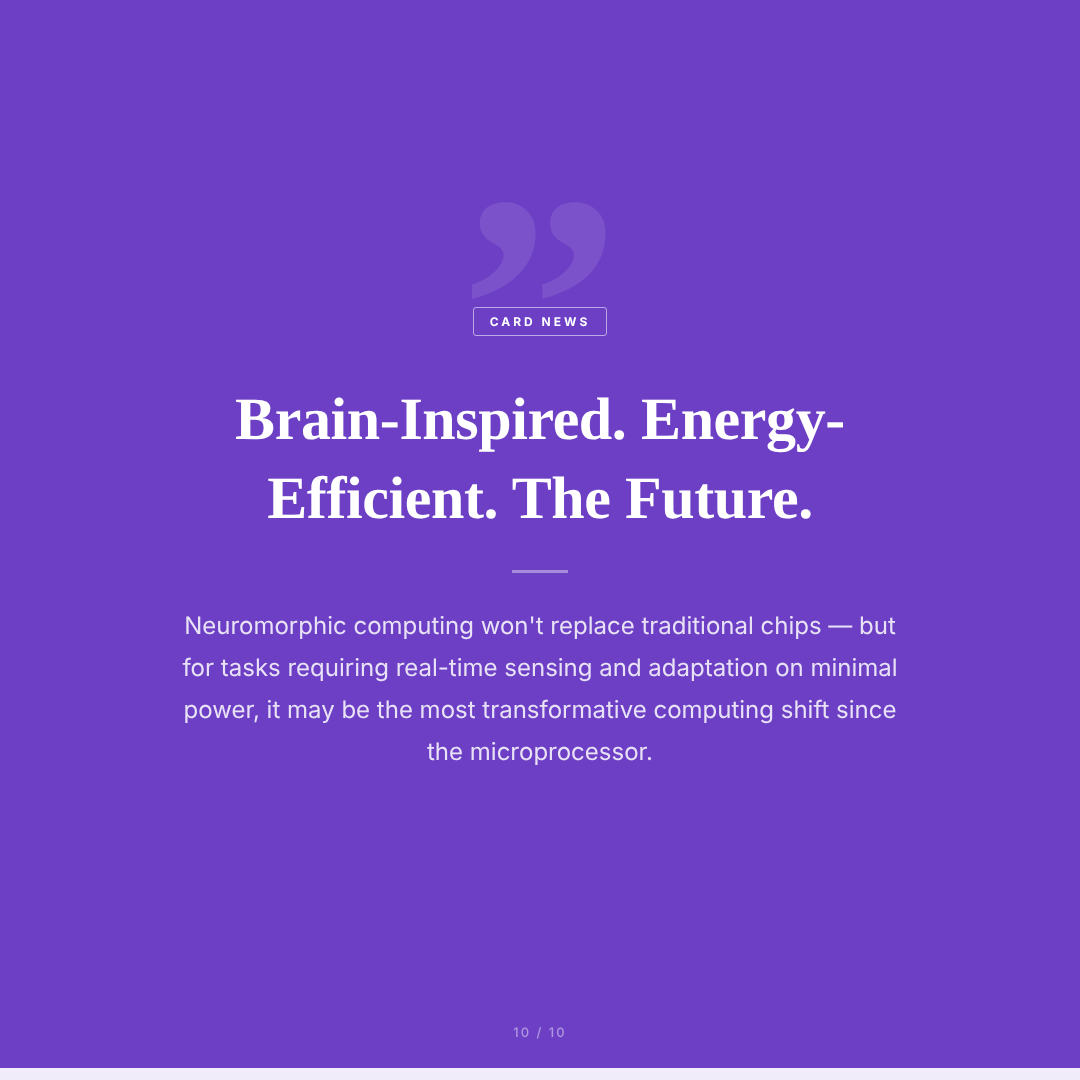 ”
CARD NEWS
Brain-Inspired. Energy-
Efficient. The Future.
Neuromorphic computing won't replace traditional chips — but
for tasks requiring real-time sensing and adaptation on minimal
power, it may be the most transformative computing shift since
the microprocessor.
10 / 10